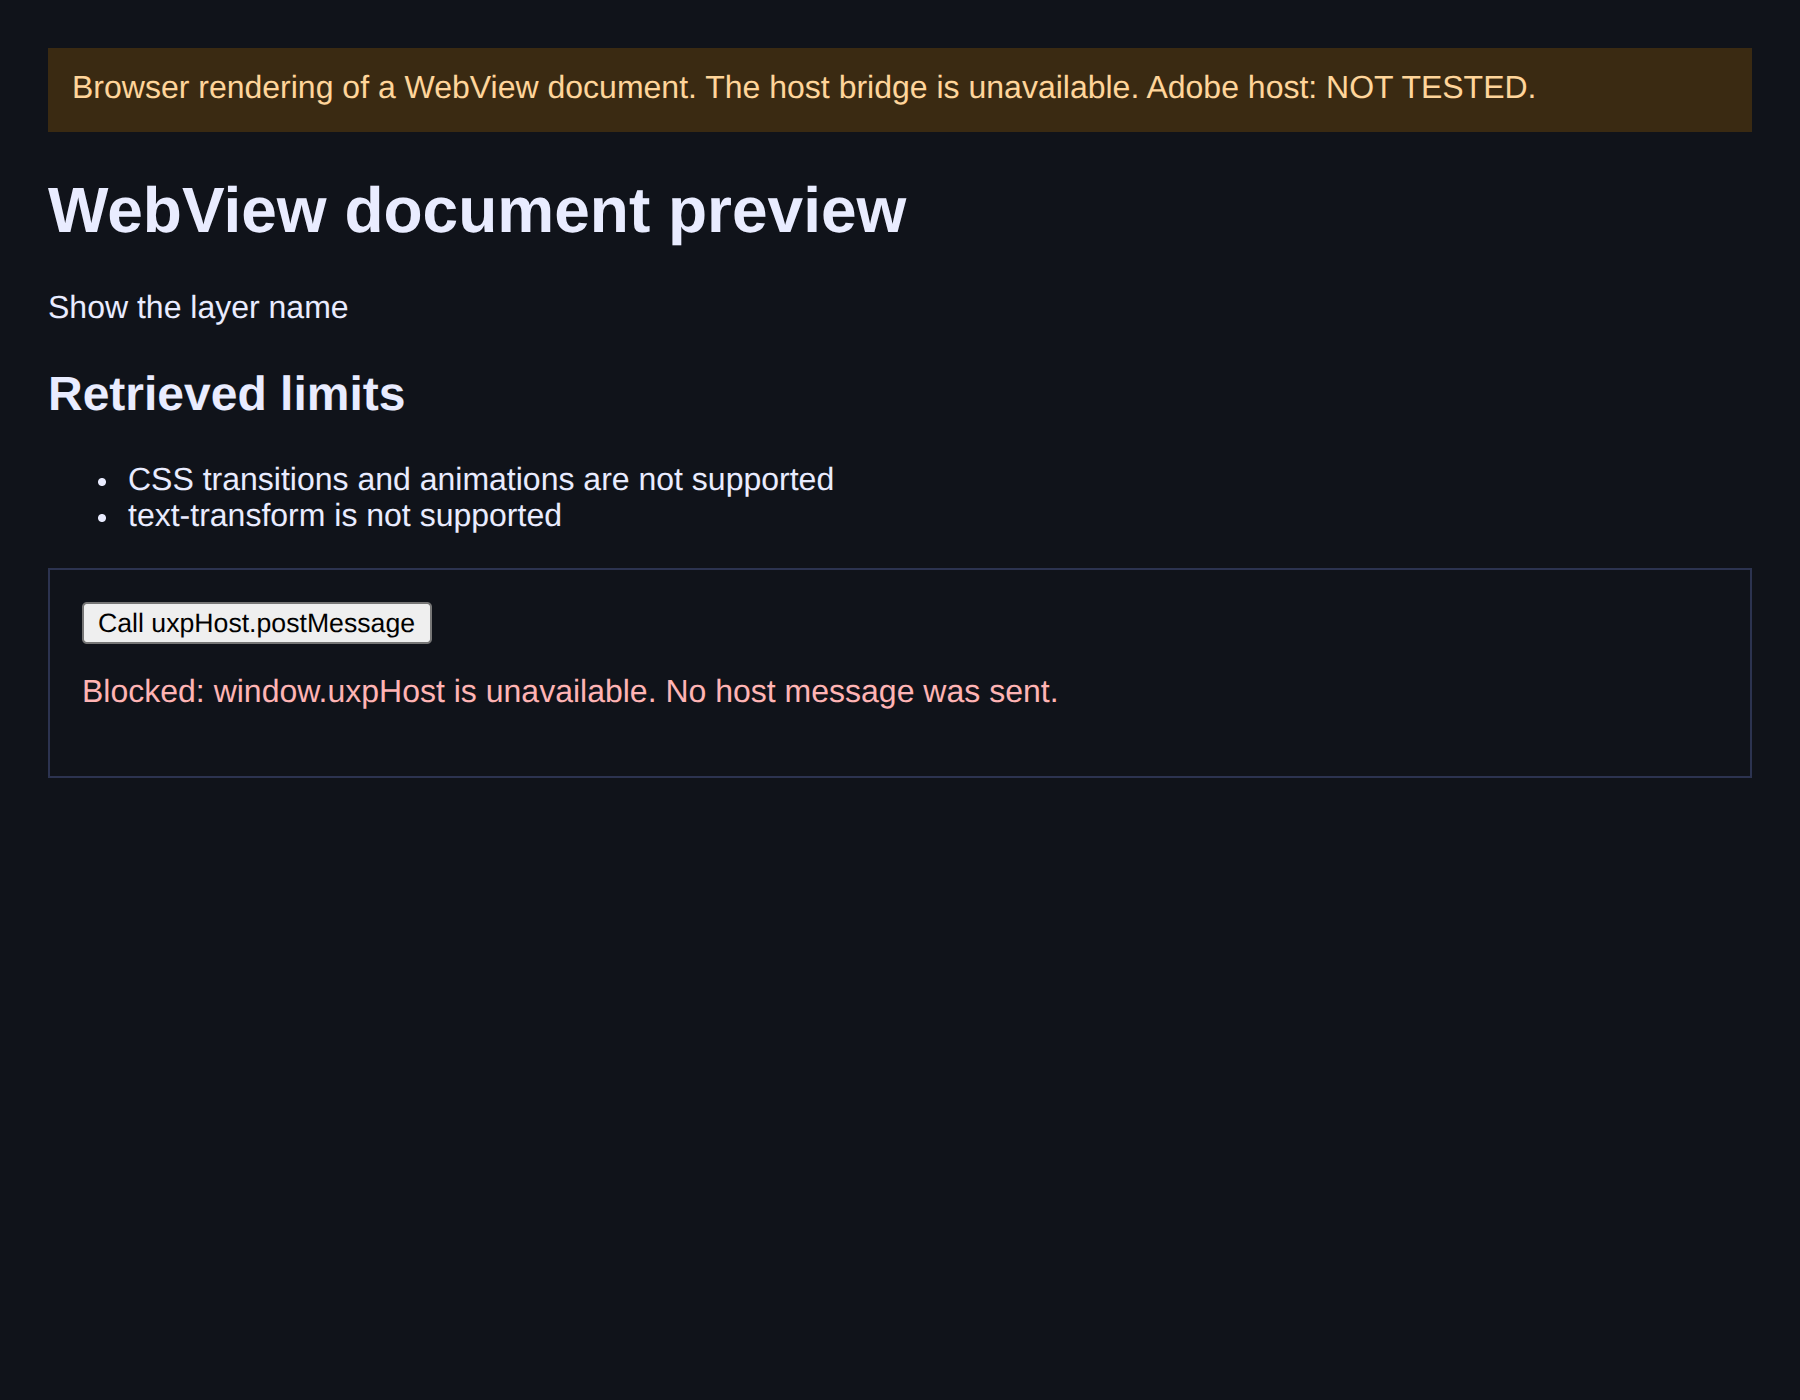 Browser rendering of a WebView document. The host bridge is unavailable. Adobe host: NOT TESTED.
WebView document preview
Show the layer name
Retrieved limits
CSS transitions and animations are not supported
text-transform is not supported
Call uxpHost.postMessage
Blocked: window.uxpHost is unavailable. No host message was sent.